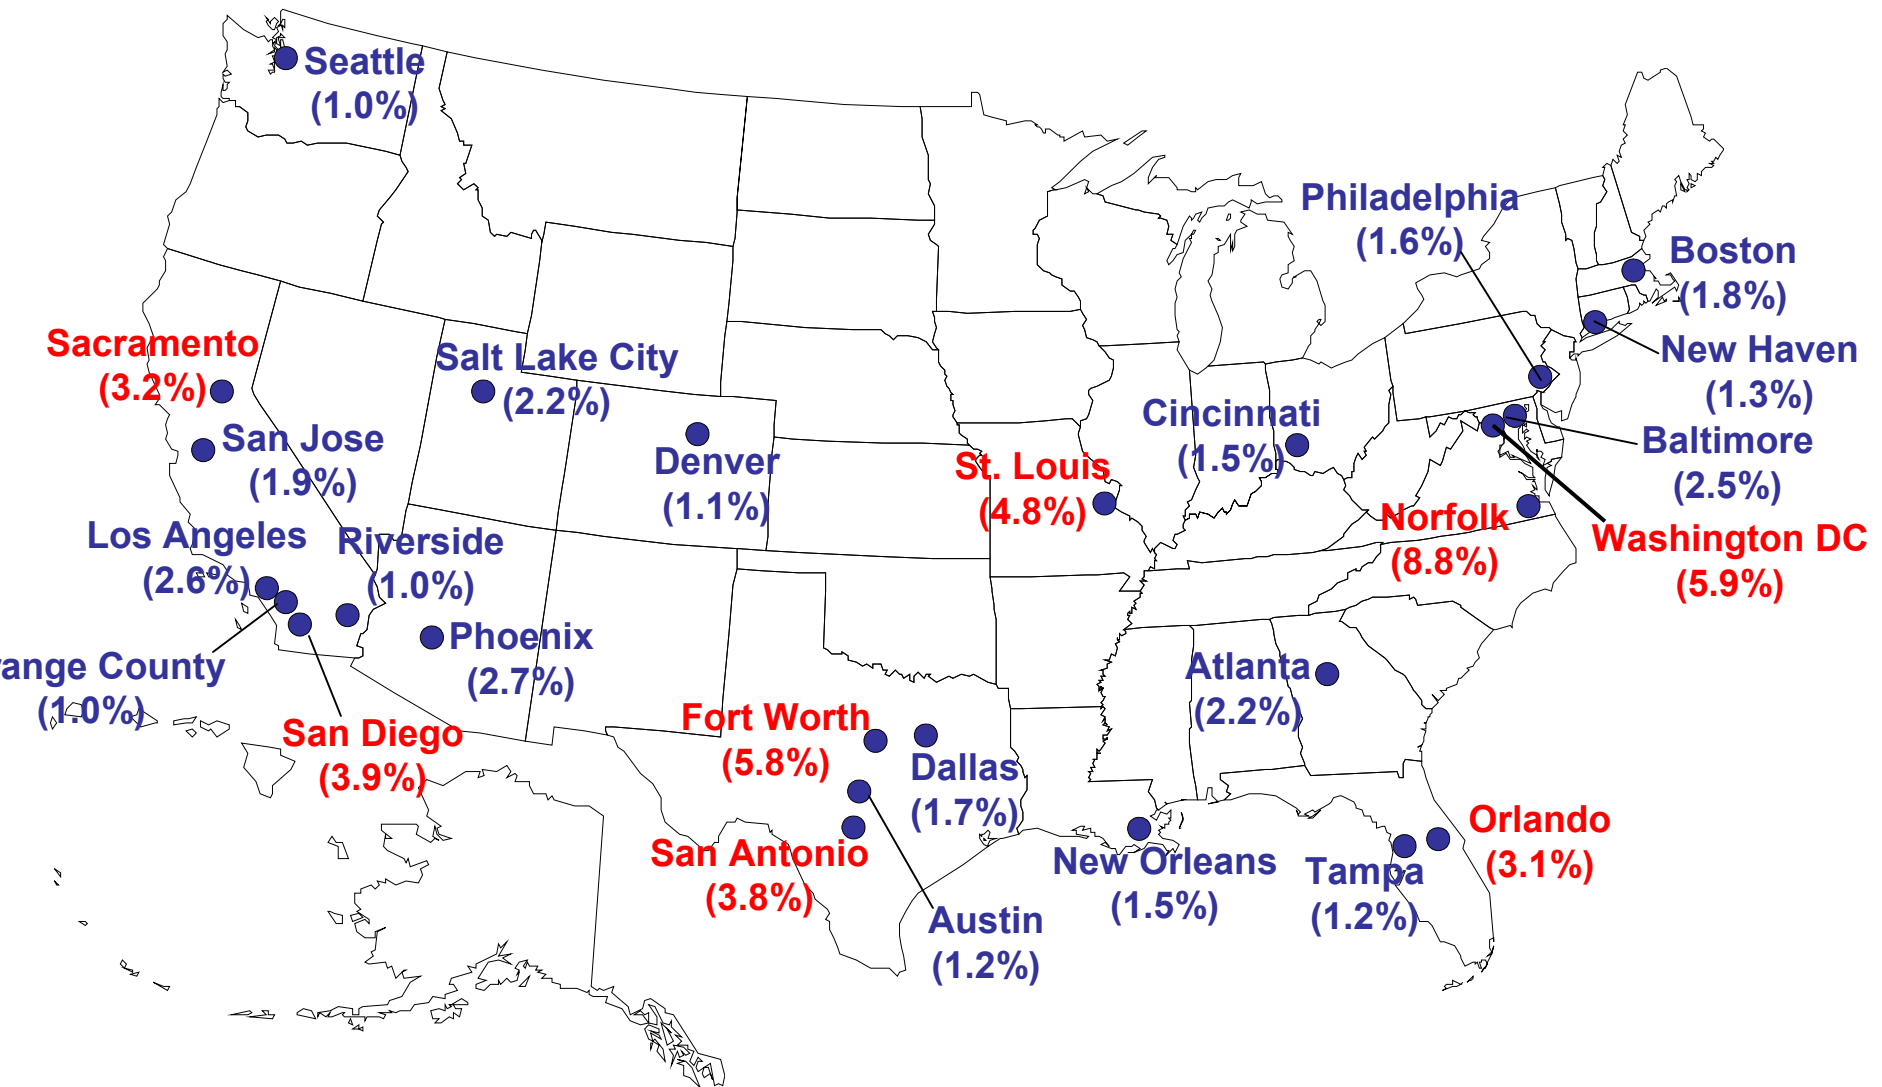 Seattle
(1.0%)
Philadelphia
(1.6%)
Boston
(1.8%)
Sacramento
(3.2%)
Salt Lake City
(2.2%)
New Haven
(1.3%)
San Jose
(1.9%)
Denver
(1.1%)
St. Louis
(4.8%)
Cincinnati
(1.5%)
Baltimore
(2.5%)
Los Angeles
(2.6%)
Riverside
(1.0%)
Norfolk
(8.8%)
Washington DC
(5.9%)
ange County
(1.0%)
Phoenix
(2.7%)
Atlanta
(2.2%)
San Diego
(3.9%)
Fort Worth
(5.8%)
Dallas
(1.7%)
San Antonio
(3.8%)
Austin
(1.2%)
New Orleans
(1.5%)
Tampa
(1.2%)
Orlando
(3.1%)